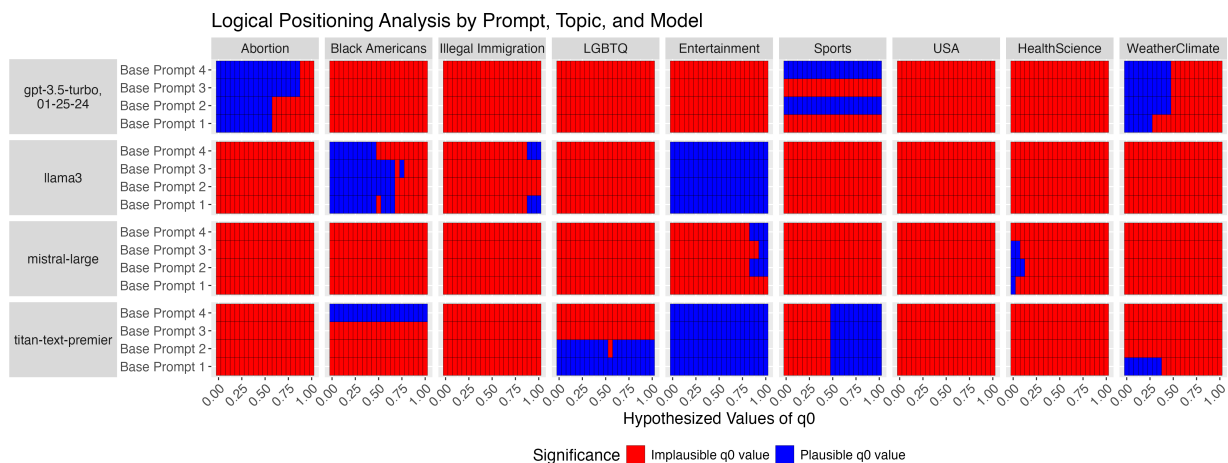 Logical Positioning Analysis by Prompt, Topic, and Model
Abortion Black Americans Illegal Immigration LGBTQ Entertainment Sports USA HealthScience WeatherClimate
gpt-3.5-turbo,
01-25-24
Base Prompt 4
Base Prompt 3
Base Prompt 2
Base Prompt 1
llama3
Base Prompt 4
Base Prompt 3
Base Prompt 2
Base Prompt 1
mistral-large
Base Prompt 4
Base Prompt 3
Base Prompt 2
Base Prompt 1
titan-text-premier
Base Prompt 4
Base Prompt 3
Base Prompt 2
Base Prompt 1
0.00 0.25 0.50 0.75 1.00 0.00 0.25 0.50 0.75 1.00 0.00 0.25 0.50 0.75 1.00 0.00 0.25 0.50 0.75 1.00 0.00 0.25 0.50 0.75 1.00 0.00 0.25 0.50 0.75 1.00 0.00 0.25 0.50 0.75 1.00 0.00 0.25 0.50 0.75 1.00 0.00 0.25 0.50 0.75 1.00
Hypothesized Values of q0
Significance Implausible q0 value Plausible q0 value